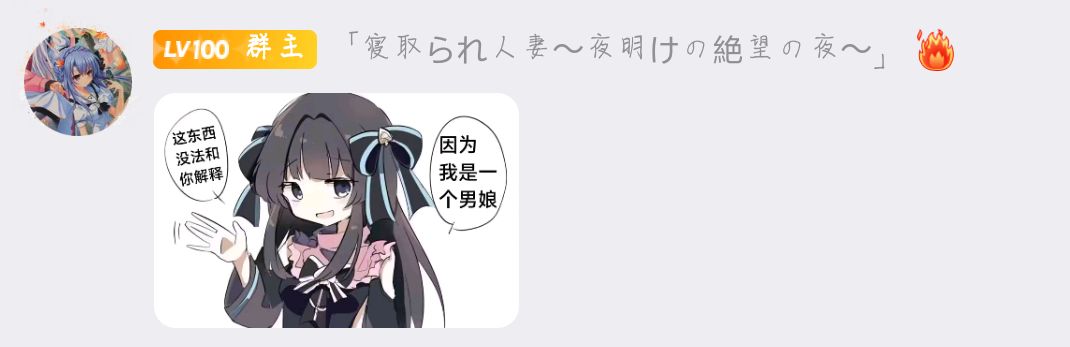 LV100 群主 「寝取られ人妻～夜明けの絶望の夜～」
这东西
没法和
你解释
因为
我是一
个男娘